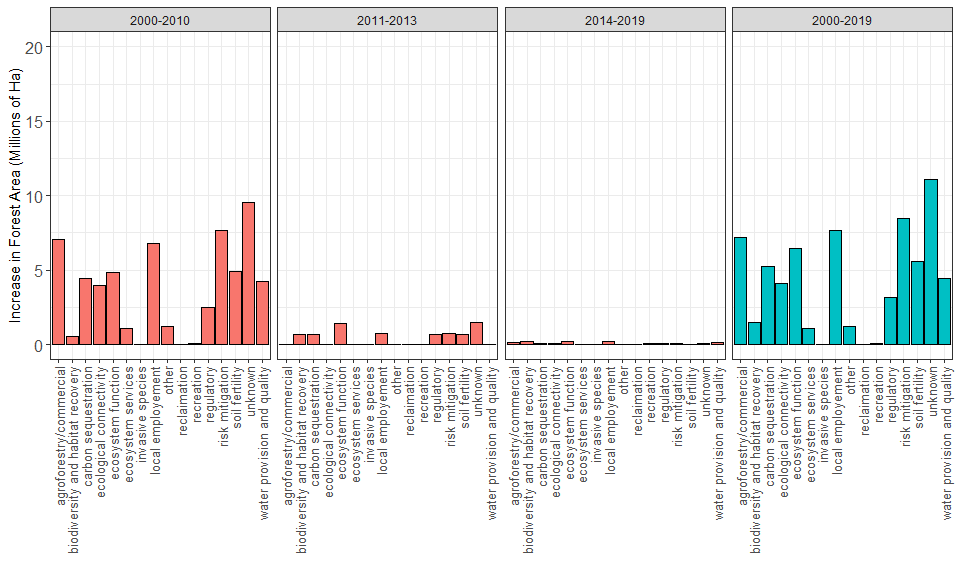 2000-2010
2011-2013
2014-2019
2000-2019
Increase in Forest Area (Millions of Ha)
20
15
10
5
0
agroforestry/commercial
biodiversity and habitat recovery
carbon sequestration
ecological connectivity
ecosystem function
ecosystem services
invasive species
local employement
other
reclaimation
recreation
regulatory
risk mitigation
soil fertility
unknown
water provision and quality
agroforestry/commercial
biodiversity and habitat recovery
carbon sequestration
ecological connectivity
ecosystem function
ecosystem services
invasive species
local employement
other
reclaimation
recreation
regulatory
risk mitigation
soil fertility
unknown
water provision and quality
agroforestry/commercial
biodiversity and habitat recovery
carbon sequestration
ecological connectivity
ecosystem function
ecosystem services
invasive species
local employement
other
reclaimation
recreation
regulatory
risk mitigation
soil fertility
unknown
water provision and quality
agroforestry/commercial
biodiversity and habitat recovery
carbon sequestration
ecological connectivity
ecosystem function
ecosystem services
invasive species
local employement
other
reclaimation
recreation
regulatory
risk mitigation
soil fertility
unknown
water provision and quality